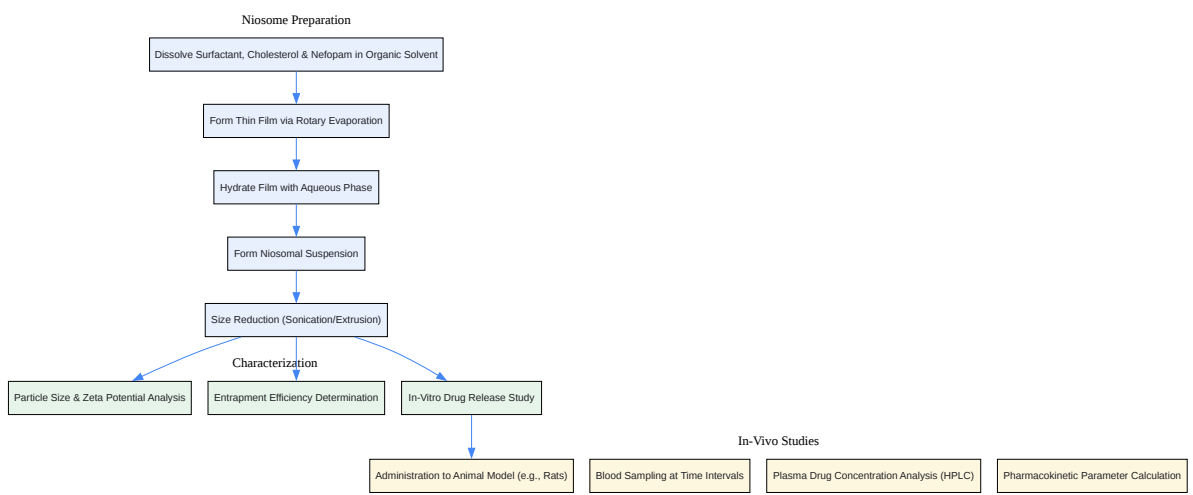 Niosome Preparation
Dissolve Surfactant, Cholesterol & Nefopam in Organic Solvent
Form Thin Film via Rotary Evaporation
Hydrate Film with Aqueous Phase
Form Niosomal Suspension
Size Reduction (Sonication/Extrusion)
Characterization
Particle Size & Zeta Potential Analysis
Entrapment Efficiency Determination
In-Vitro Drug Release Study
In-Vivo Studies
Administration to Animal Model (e.g., Rats)
Blood Sampling at Time Intervals
Plasma Drug Concentration Analysis (HPLC)
Pharmacokinetic Parameter Calculation